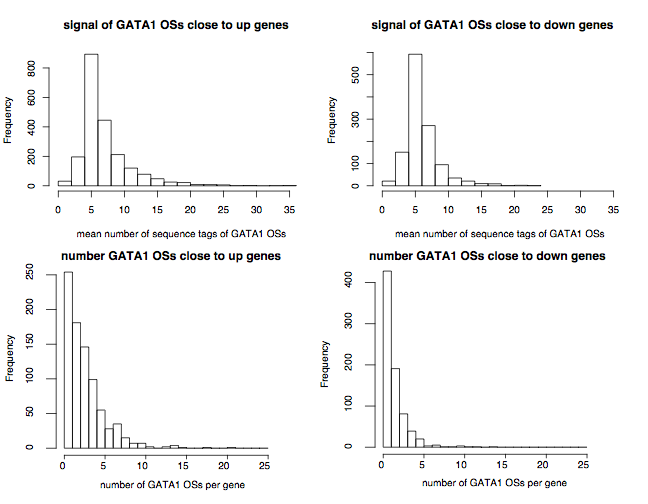 signal of GATA1 OSs close to up genes
Frequency
0 200 400 600 800
0 5 10 15 20 25 30 35
mean number of sequence tags of GATA1 OSs
signal of GATA1 OSs close to down genes
Frequency
0 100 300 500
0 5 10 15 20 25 30 35
mean number of sequence tags of GATA1 OSs
number GATA1 OSs close to up genes
Frequency
0 50 100 150 200 250
0 5 10 15 20 25
number of GATA1 OSs per gene
number GATA1 OSs close to down genes
Frequency
0 100 200 300 400
0 5 10 15 20 25
number of GATA1 OSs per gene